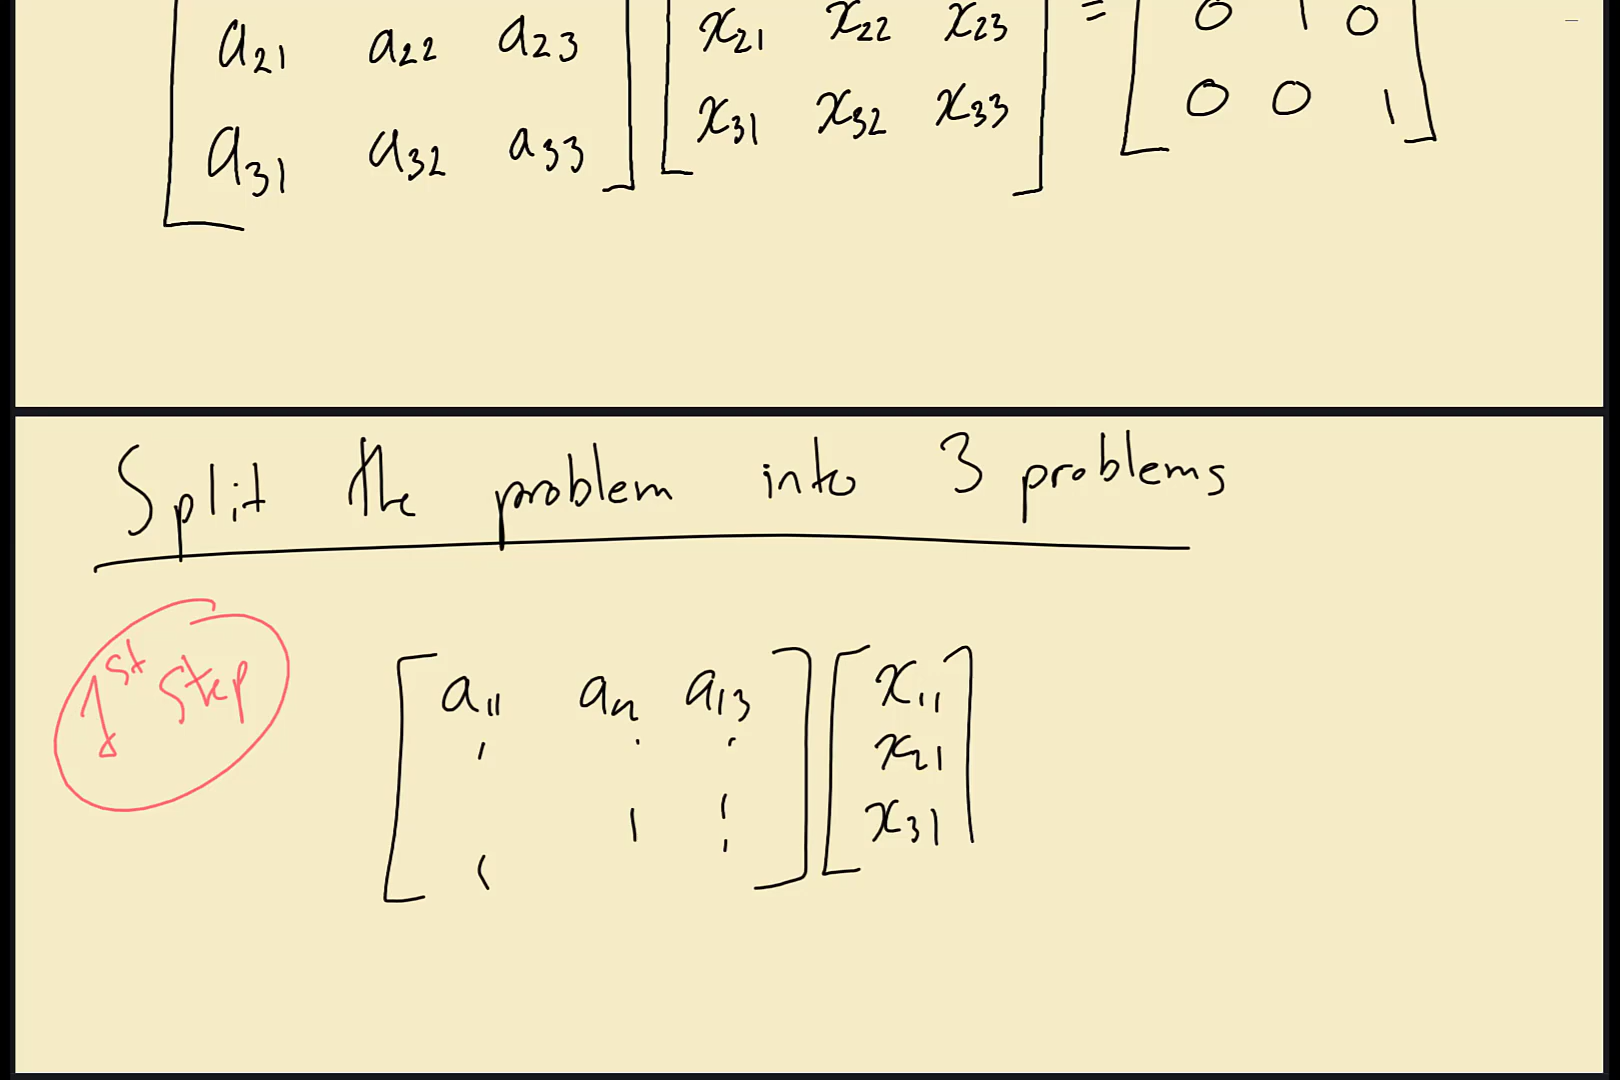 a21 a22 a23 x21 x22 x23 = 0 1 0
a31 a32 a33 x31 x32 x33 0 0 1
Split the problem into 3 problems
1st step
a11 a12 a13 x11
x21
x31